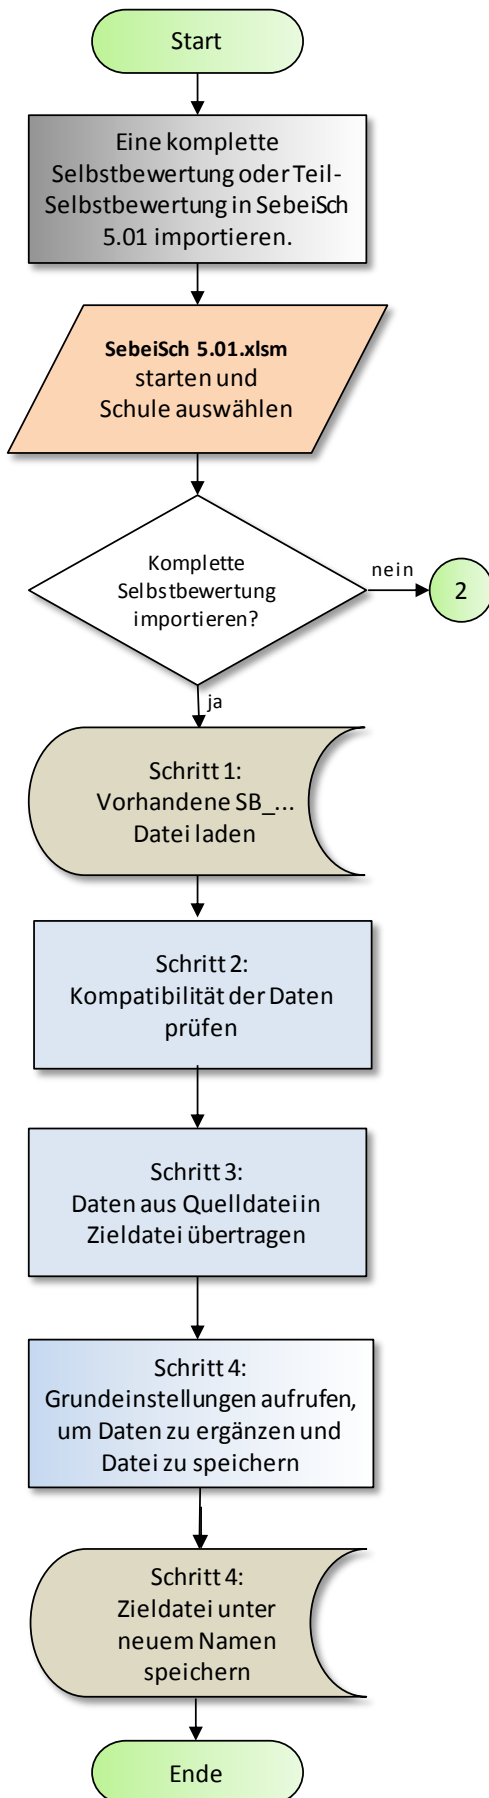 Start
Eine komplette
Selbstbewertung oder Teil-
Selbstbewertung in SebeiSch
5.01 importieren.
SebeiSch 5.01.xlsm
starten und
Schule auswählen
Komplette
Selbstbewertung
importieren?
nein
2
ja
Schritt 1:
Vorhandene SB_...
Datei laden
Schritt 2:
Kompatibilität der Daten
prüfen
Schritt 3:
Daten aus Quelldatei in
Zieldatei übertragen
Schritt 4:
Grundeinstellungen aufrufen,
um Daten zu ergänzen und
Datei zu speichern
Schritt 4:
Zieldatei unter
neuem Namen
speichern
Ende